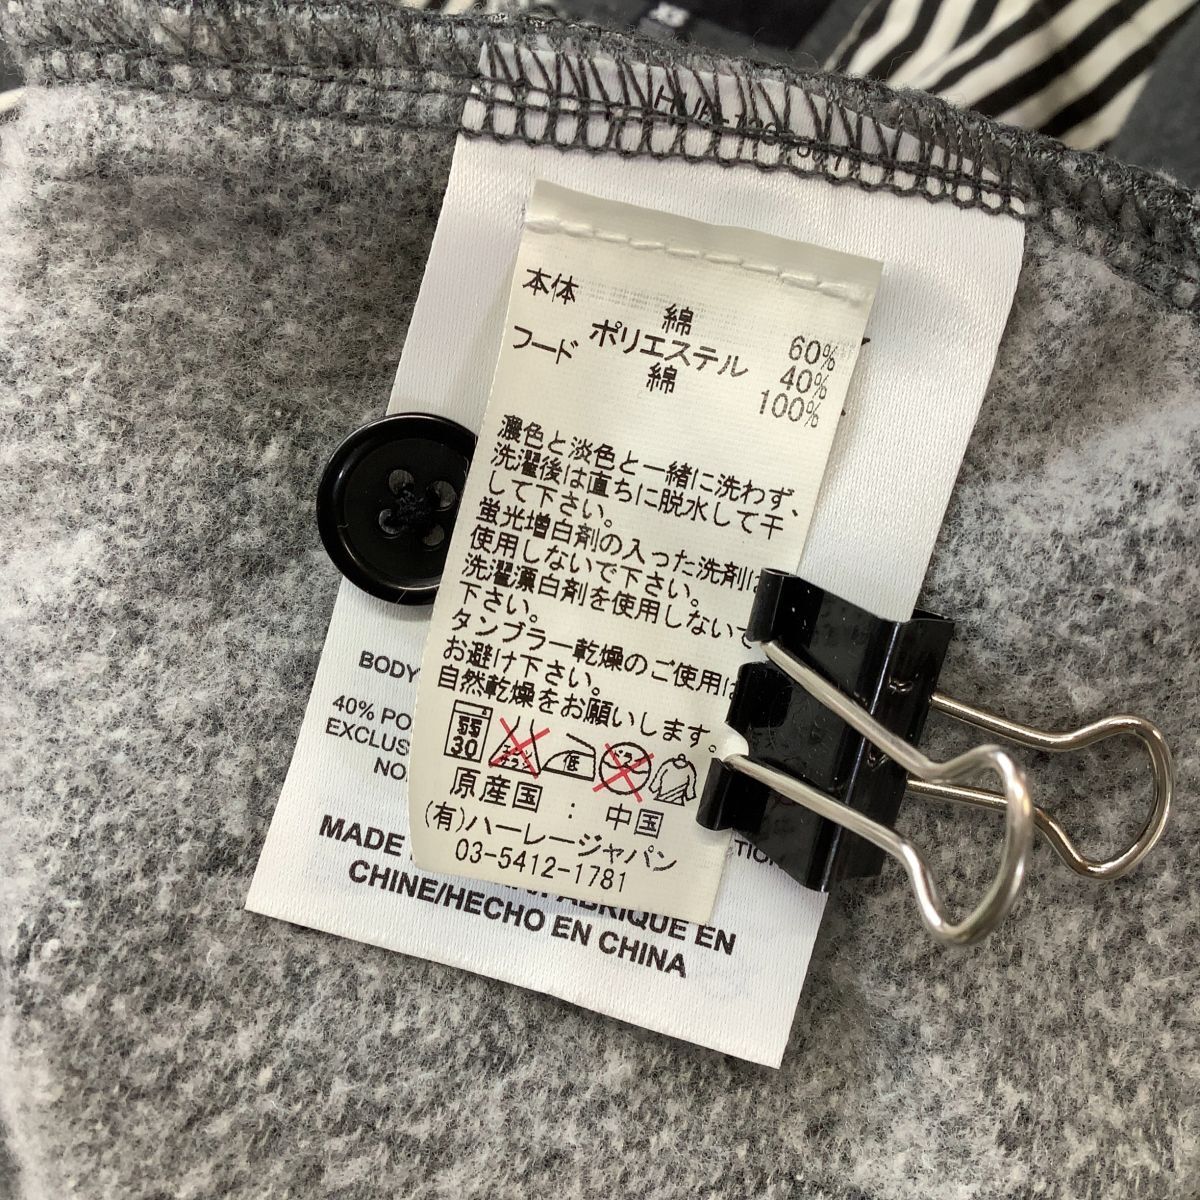 本体 綿 60%
ポリエステル 40%
フード 綿 100%
濃色と淡色と一緒に洗わず、
洗濯後は直ちに脱水して干
して下さい。
蛍光増白剤の入った洗剤は
使用しないで下さい。
洗濯漂白剤を使用しないで
下さい。
タンブラー乾燥のご使用は
お避け下さい。
自然乾燥をお願いします。
弱
30
低
原産国 : 中国
(有)ハーレージャパン
03-5412-1781
BODY
40% PO
EXCLUS
NO
TION
MADE
FABRIQUE EN
CHINE/HECHO EN CHINA